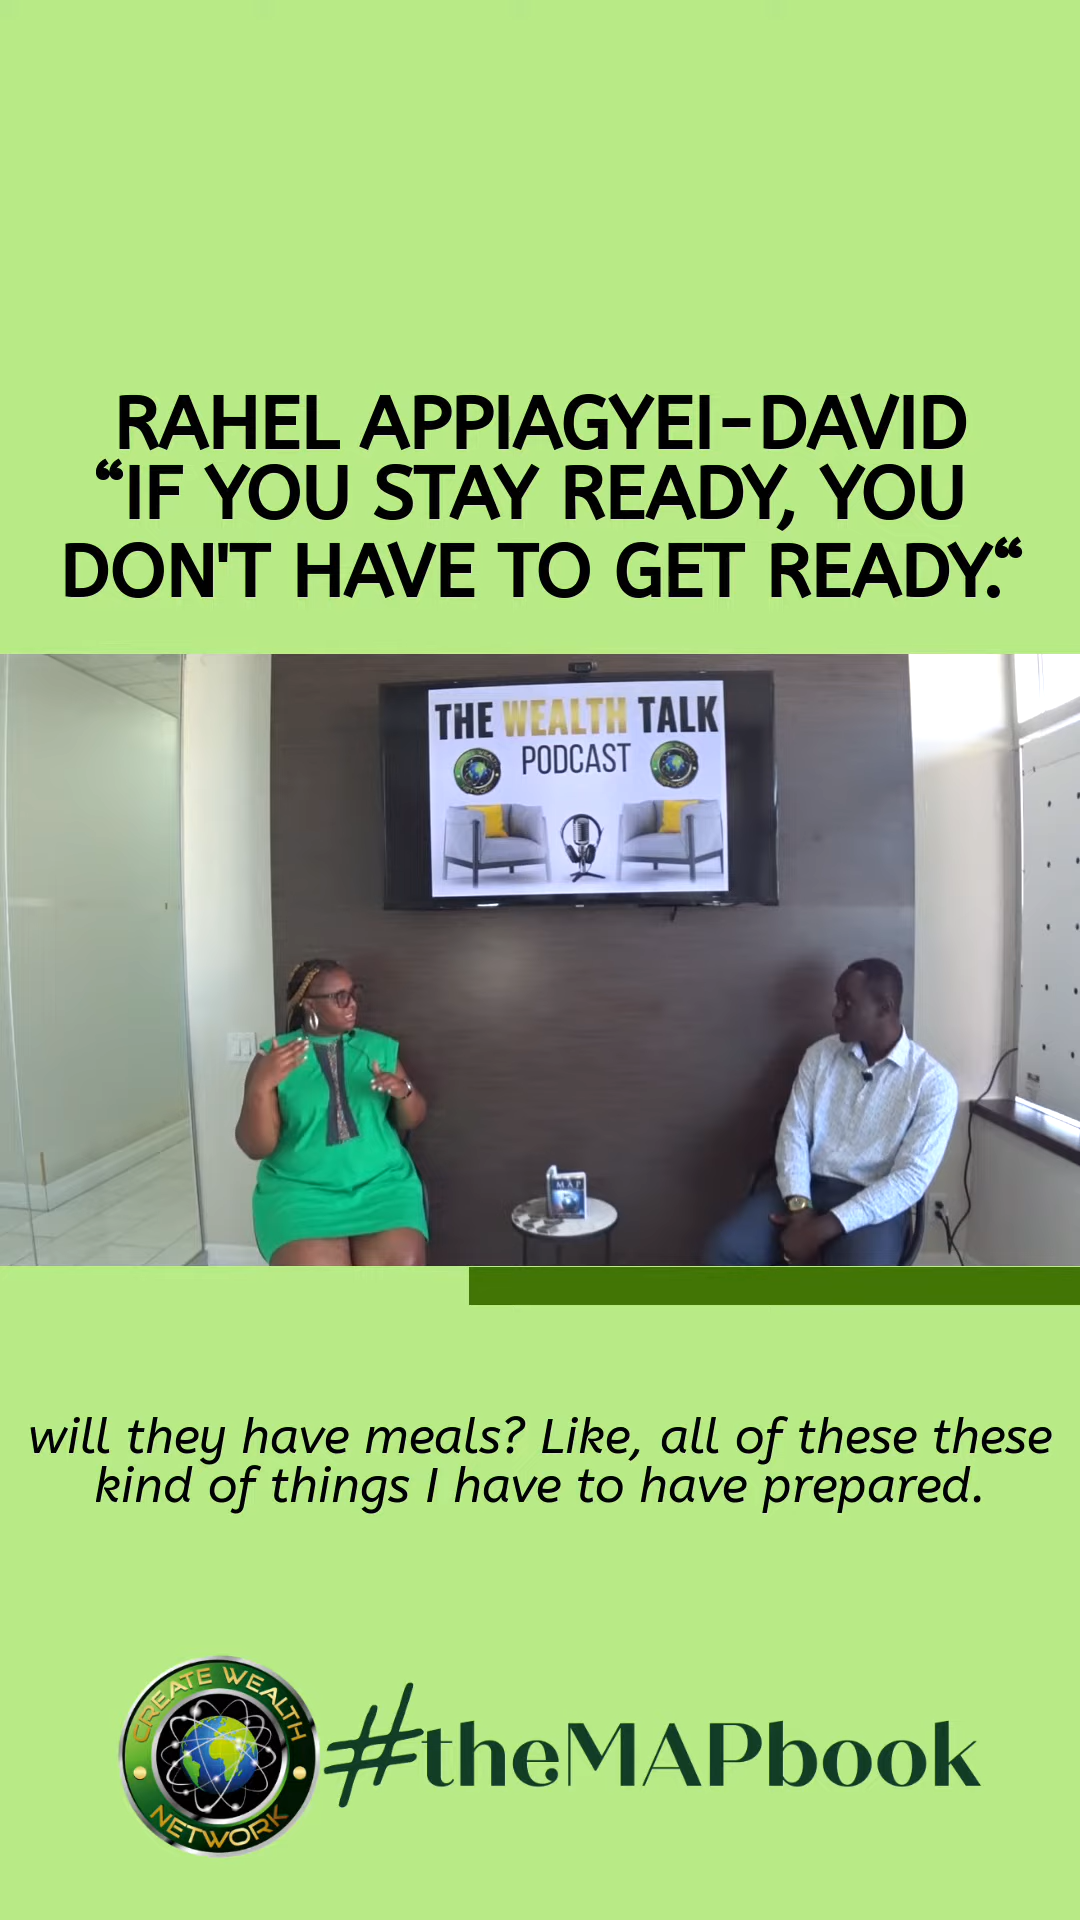 RAHEL APPIAGYEI-DAVID
“IF YOU STAY READY, YOU
DON'T HAVE TO GET READY.“
THE WEALTH TALK
PODCAST
MAP
will they have meals? Like, all of these these
kind of things I have to have prepared.
CREATE WEALTH
NETWORK
#theMAPbook